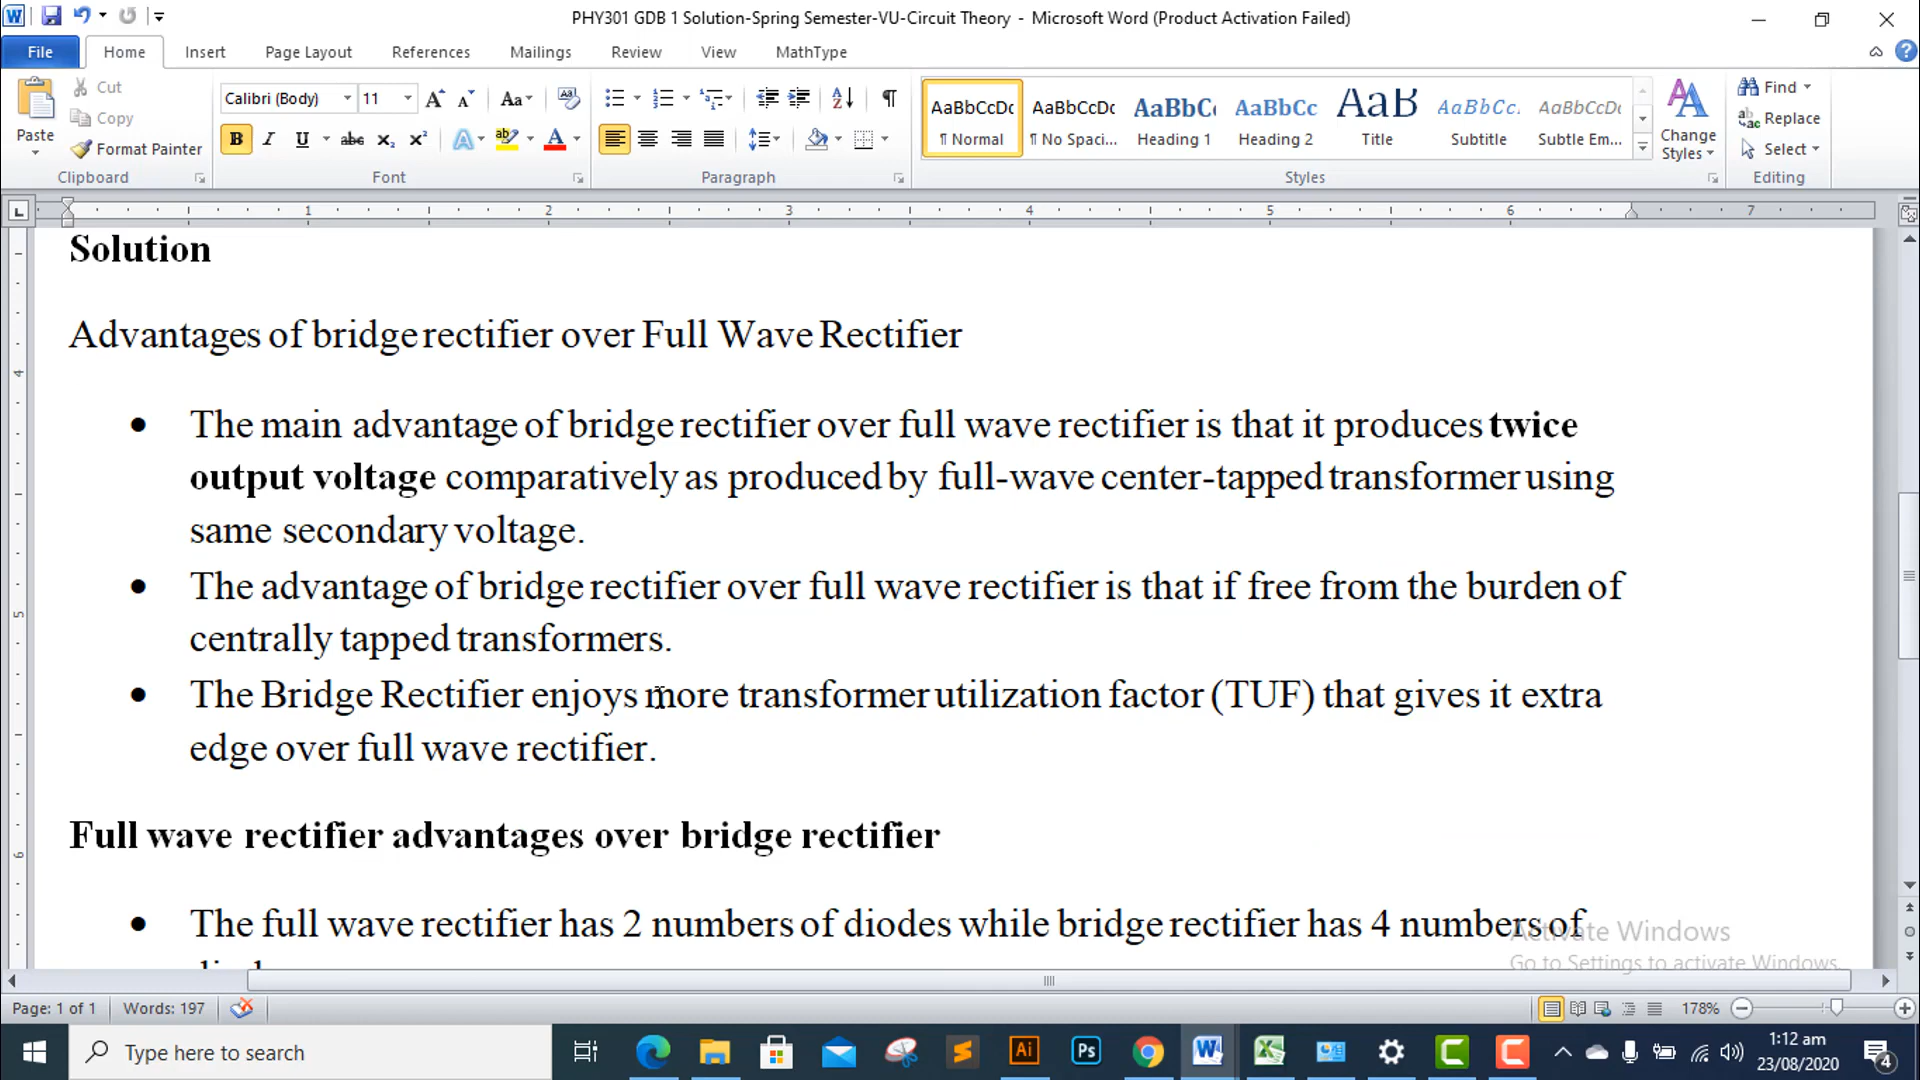 PHY301 GDB 1 Solution-Spring Semester-VU-Circuit Theory - Microsoft Word (Product Activation Failed)
File Home Insert Page Layout References Mailings Review View MathType
Paste
Cut
Copy
Format Painter
Clipboard
Calibri (Body) 11
Font
Paragraph
AaBbCcDc AaBbCcDc AaBbC AaBbCc AaB AaBbCc. AaBbCcDc
¶ Normal ¶ No Spaci... Heading 1 Heading 2 Title Subtitle Subtle Em...
Change Styles
Styles
Find
Replace
Select
Editing
1 2 3 4 5 6 7
Solution
Advantages of bridge rectifier over Full Wave Rectifier
• The main advantage of bridge rectifier over full wave rectifier is that it produces twice
output voltage comparatively as produced by full-wave center-tapped transformer using
same secondary voltage.
• The advantage of bridge rectifier over full wave rectifier is that if free from the burden of
centrally tapped transformers.
• The Bridge Rectifier enjoys more transformer utilization factor (TUF) that gives it extra
edge over full wave rectifier.
Full wave rectifier advantages over bridge rectifier
• The full wave rectifier has 2 numbers of diodes while bridge rectifier has 4 numbers of
Activate Windows
Go to Settings to activate Windows.
Page: 1 of 1 Words: 197 178%
Type here to search
1:12 am
23/08/2020
4